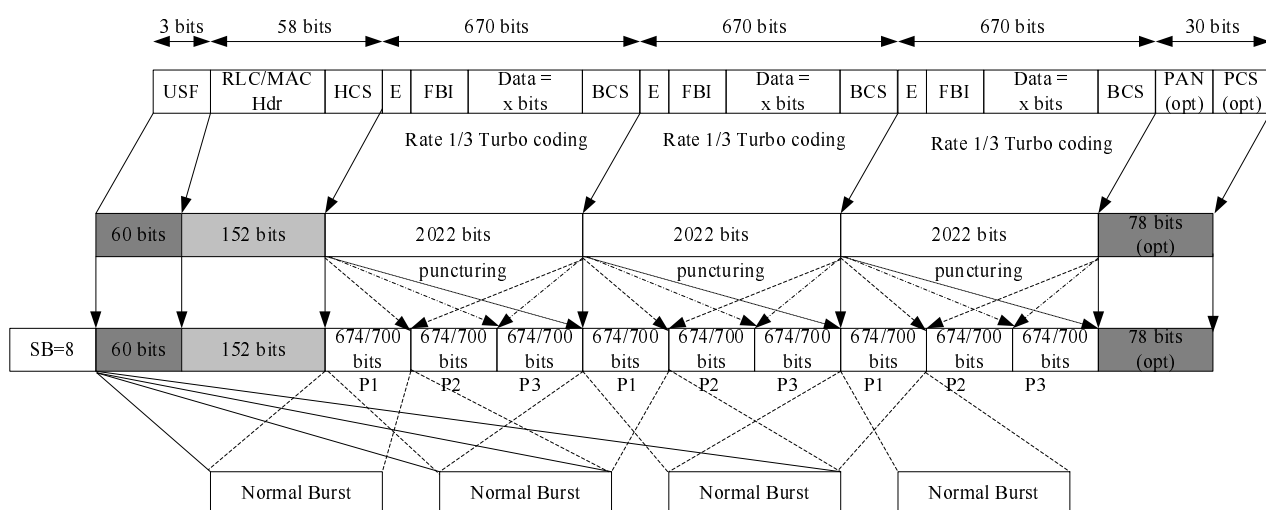 3 bits 58 bits 670 bits 670 bits 670 bits 30 bits
USF RLC/MAC Hdr HCS E FBI Data = x bits BCS E FBI Data = x bits BCS E FBI Data = x bits BCS PAN (opt) PCS (opt)
Rate 1/3 Turbo coding Rate 1/3 Turbo coding Rate 1/3 Turbo coding
60 bits 152 bits 2022 bits 2022 bits 2022 bits 78 bits (opt)
puncturing puncturing puncturing
SB=8 60 bits 152 bits 674/700 bits 674/700 bits 674/700 bits 674/700 bits 674/700 bits 674/700 bits 674/700 bits 674/700 bits 674/700 bits 78 bits (opt)
P1 P2 P3 P1 P2 P3 P1 P2 P3
Normal Burst Normal Burst Normal Burst Normal Burst